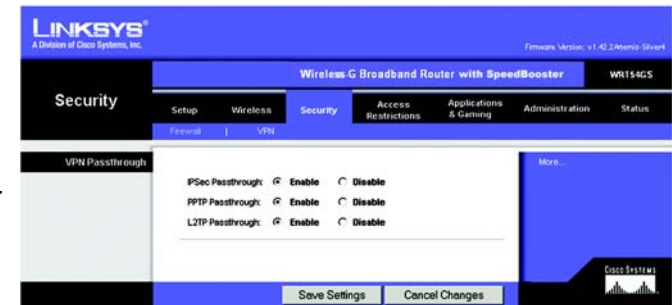 LINKSYS®
A Division of Cisco Systems, Inc.
Firmware Version: v1.42.2Artemis-Silver4
Wireless-G Broadband Router with SpeedBooster WRT54GS
Security
Setup Wireless Security Access Restrictions Applications & Gaming Administration Status
Firewall | VPN
VPN Passthrough
More...
IPSec Passthrough: Enable Disable
PPTP Passthrough: Enable Disable
L2TP Passthrough: Enable Disable
Save Settings Cancel Changes
CISCO SYSTEMS